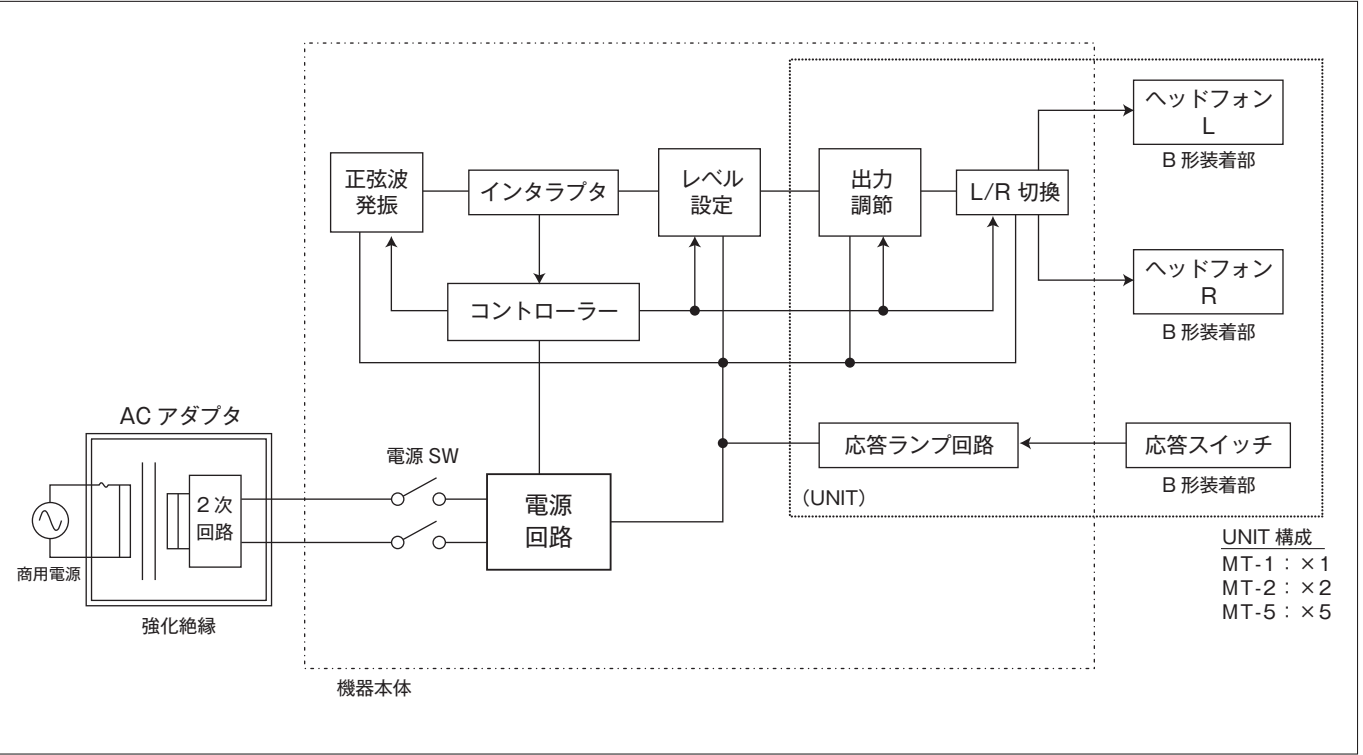 ヘッドフォン
L
B 形装着部
正弦波
発振
インタラプタ
レベル
設定
出力
調節
L/R 切換
ヘッドフォン
R
B 形装着部
コントローラー
AC アダプタ
電源 SW
応答ランプ回路
応答スイッチ
B 形装着部
2 次
回路
電源
回路
（UNIT）
商用電源
強化絶縁
UNIT 構成
MT-1：×1
MT-2：×2
MT-5：×5
機器本体